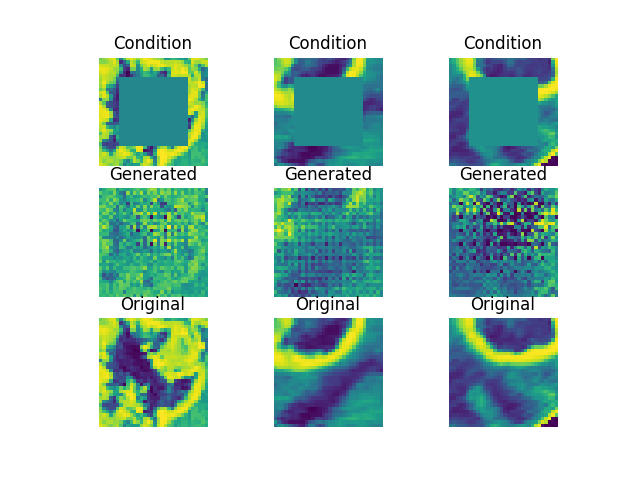 Condition Condition Condition
Generated Generated Generated
Original Original Original